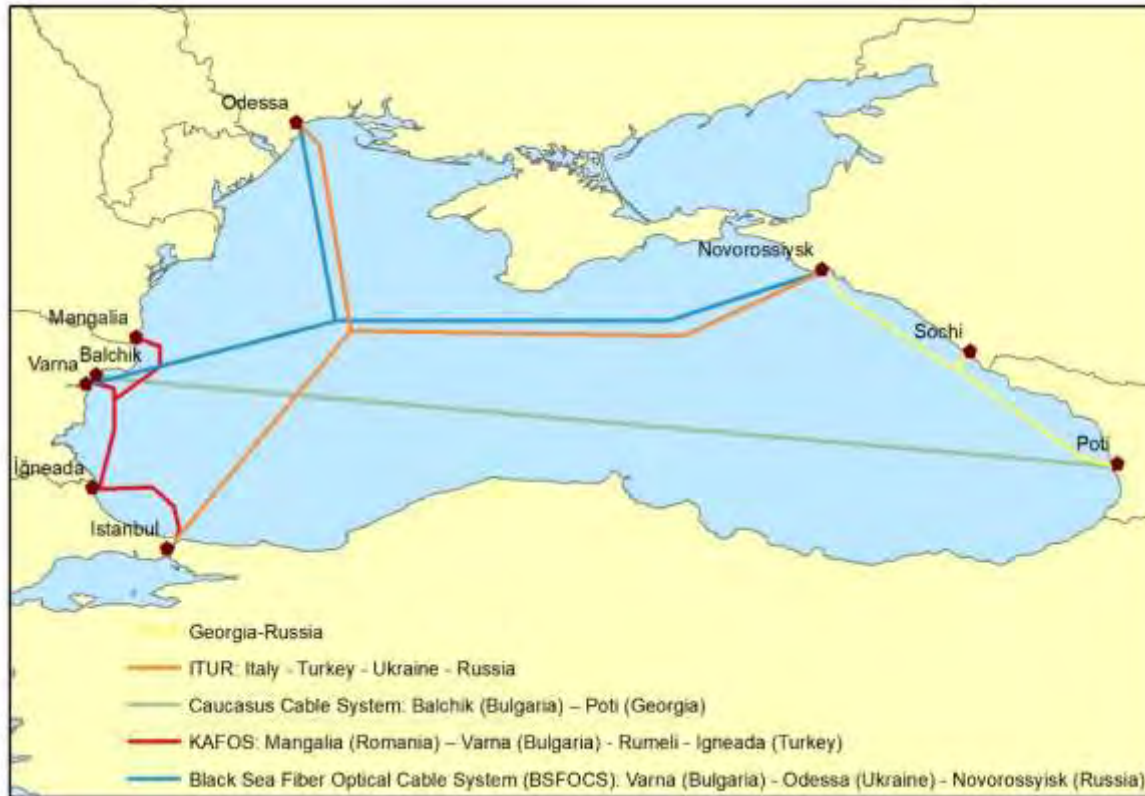 Odessa
Novorossiysk
Mangalia
Sochi
Balchik
Varna
Poti
İğneada
Istanbul
Georgia-Russia
ITUR: Italy - Turkey - Ukraine - Russia
Caucasus Cable System: Balchik (Bulgaria) – Poti (Georgia)
KAFOS: Mangalia (Romania) – Varna (Bulgaria) - Rumeli - Igneada (Turkey)
Black Sea Fiber Optical Cable System (BSFOCS): Varna (Bulgaria) - Odessa (Ukraine) - Novorossyisk (Russia)